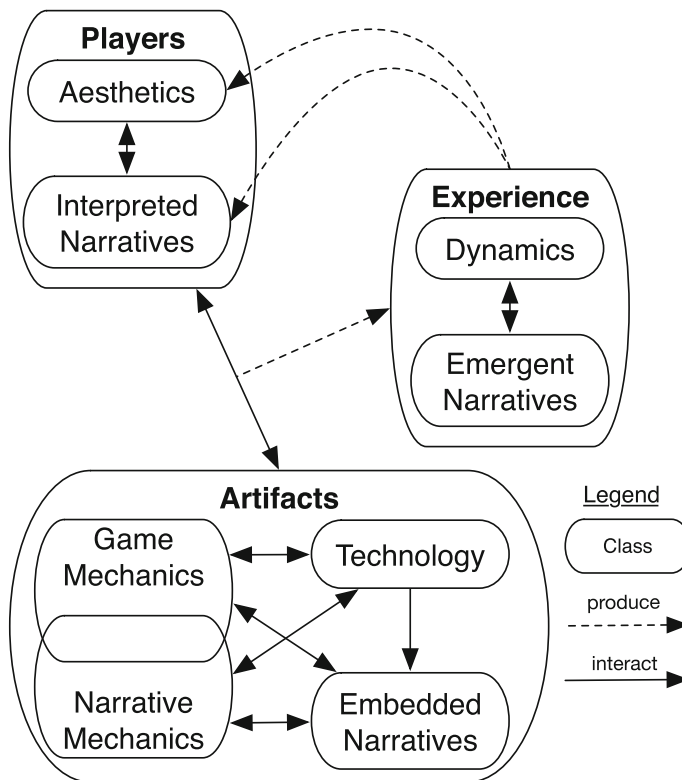 Players
Aesthetics
Interpreted
Narratives
Experience
Dynamics
Emergent
Narratives
Artifacts
Game
Mechanics
Technology
Narrative
Mechanics
Embedded
Narratives
Legend
Class
produce
interact